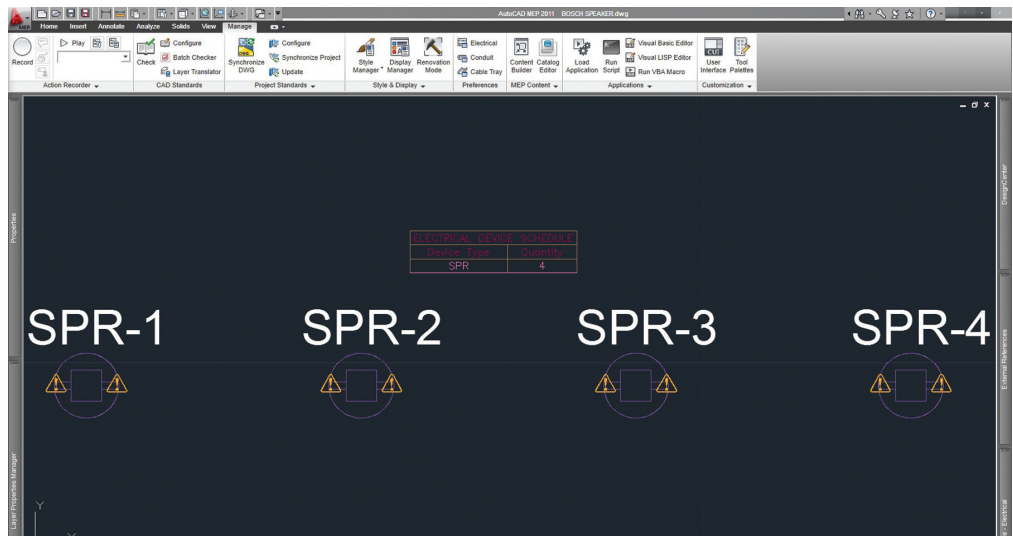 AutoCAD MEP 2011 BOSCH SPEAKER.dwg
MEP Home Insert Annotate Analyze Solids View Manage
Record
Play
Check
Configure
Batch Checker
Layer Translator
Synchronize DWG
Configure
Synchronize Project
Update
Style Manager
Display Manager
Renovation Mode
Electrical
Conduit
Cable Tray
Content Builder
Catalog Editor
Load Application
Run Script
Visual Basic Editor
Visual LISP Editor
Run VBA Macro
CUI
User Interface
Tool Palettes
Action Recorder
CAD Standards
Project Standards
Style & Display
Preferences
MEP Content
Applications
Customization
Properties
DesignCenter
ELECTRICAL DEVICE SCHEDULE
Device Type Quantity
SPR 4
SPR-1 SPR-2 SPR-3 SPR-4
External References
Layer Properties Manager
Y
s - Electrical